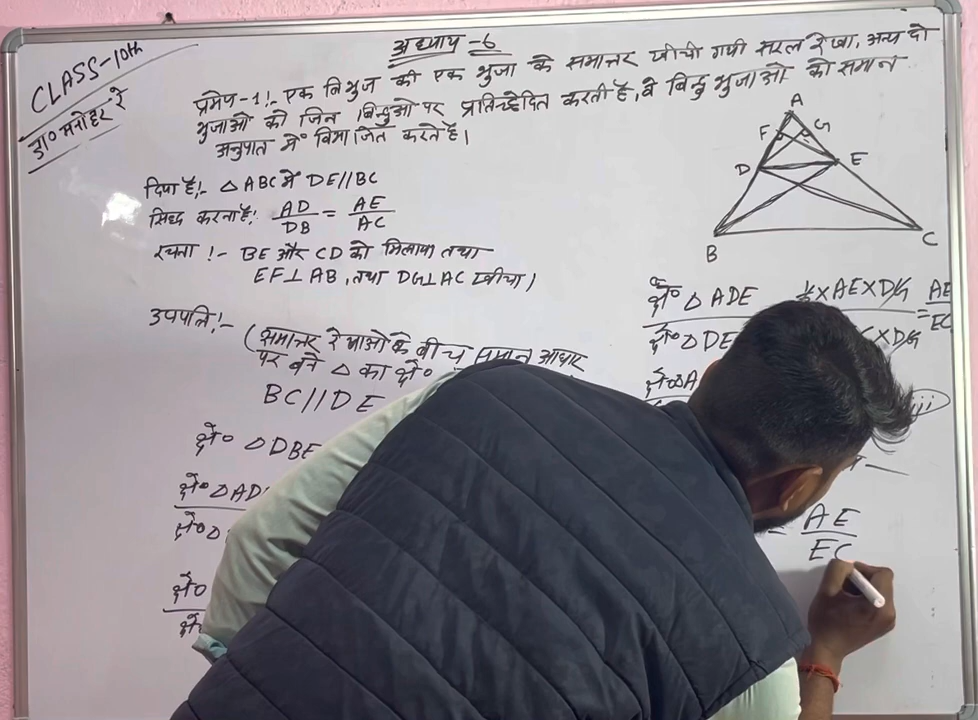 CLASS-10th
डा० मनोहर रे
अध्याय-6
प्रमेय-1!- एक त्रिभुज की एक भुजा के समान्तर खीची गयी सरल रेखा, अन्य दो
भुजाओ को जिन बिन्दुओ पर प्रतिच्छेदित करती है, वे बिन्दु भुजाओ को समान
अनुपात में विभाजित करते है।
दिया है!- △ABC में DE//BC
सिद्ध करना है! AD/DB = AE/AC
रचना!- BE और CD को मिलाया तथा
EF⊥AB, तथा DG⊥AC खीचा।
उपपति!-
(समान्तर रेखाओ के बीच समान आधार
पर बने △ का क्षे०
BC//DE
क्षे० △DBE
क्षे० △AD
क्षे० △
क्षे०
क्षे०
A
F G
D E
B C
क्षे० △ADE ½×AE×DG = AE
क्षे० △DE ×DG EC
क्षे० △A
iii
= AE/EC